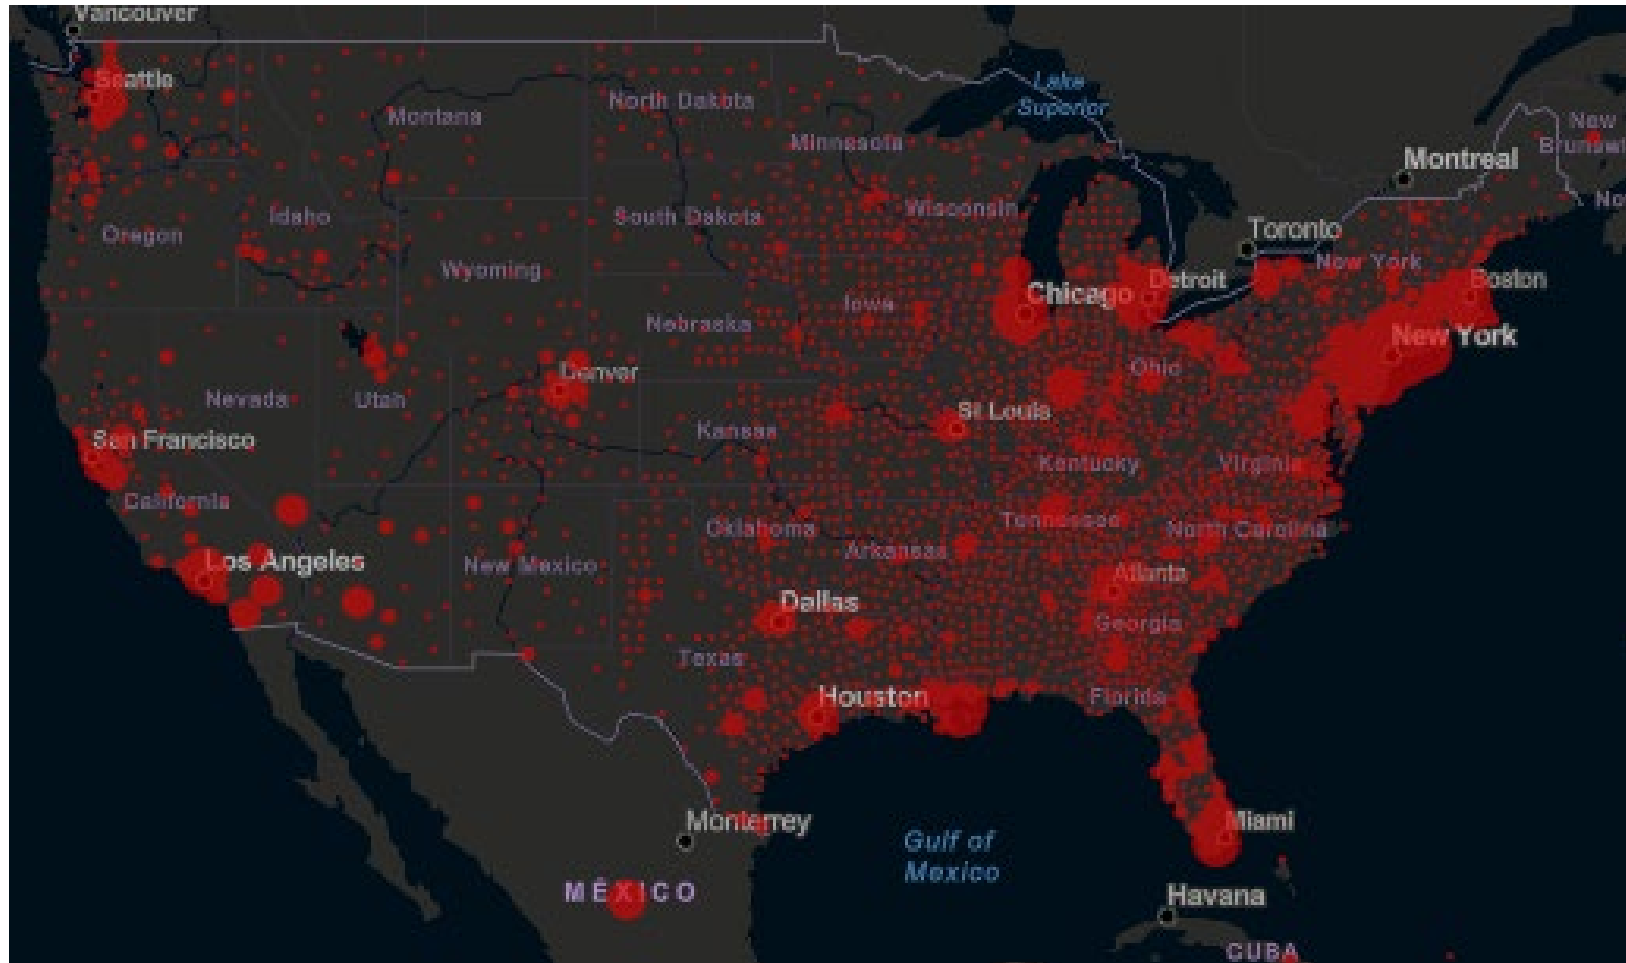 Vancouver
Seattle
Lake
Superior
North Dakota
Montana
Minnesota
New
Montreal
South Dakota
Wisconsin
Idaho
Oregon
Toronto
New York
Wyoming
Boston
Detroit
Chicago
Iowa
Nebraska
New York
Ohio
Denver
Nevada
Utah
St Louis
San Francisco
Kansas
Kentucky
Virginia
California
Oklahoma
Tennessee
North Carolina
Arkansas
Los Angeles
New Mexico
Atlanta
Dallas
Georgia
Texas
Houston
Florida
Monterrey
Miami
Gulf of
Mexico
MÉXICO
Havana
CUBA